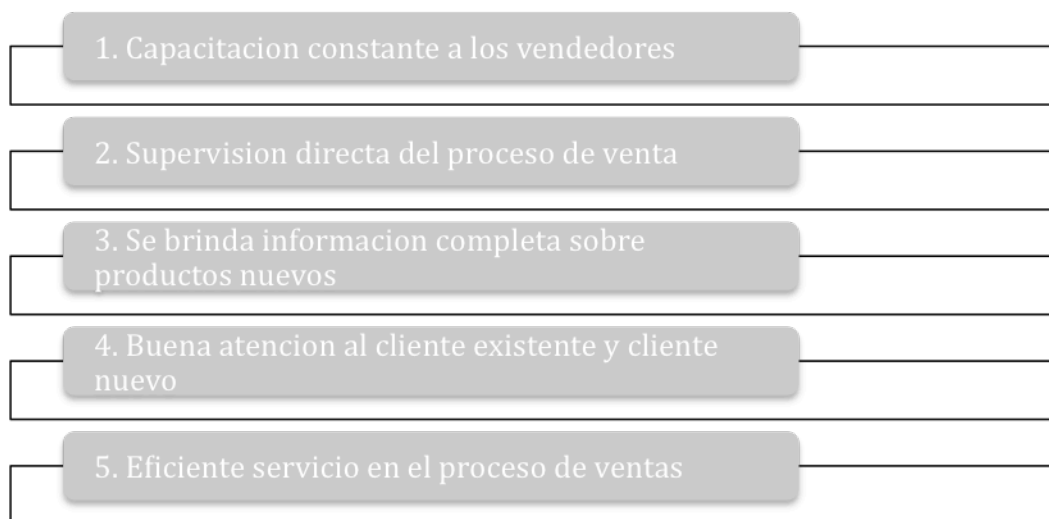 1. Capacitacion constante a los vendedores
2. Supervision directa del proceso de venta
3. Se brinda informacion completa sobre
productos nuevos
4. Buena atencion al cliente existente y cliente
nuevo
5. Eficiente servicio en el proceso de ventas